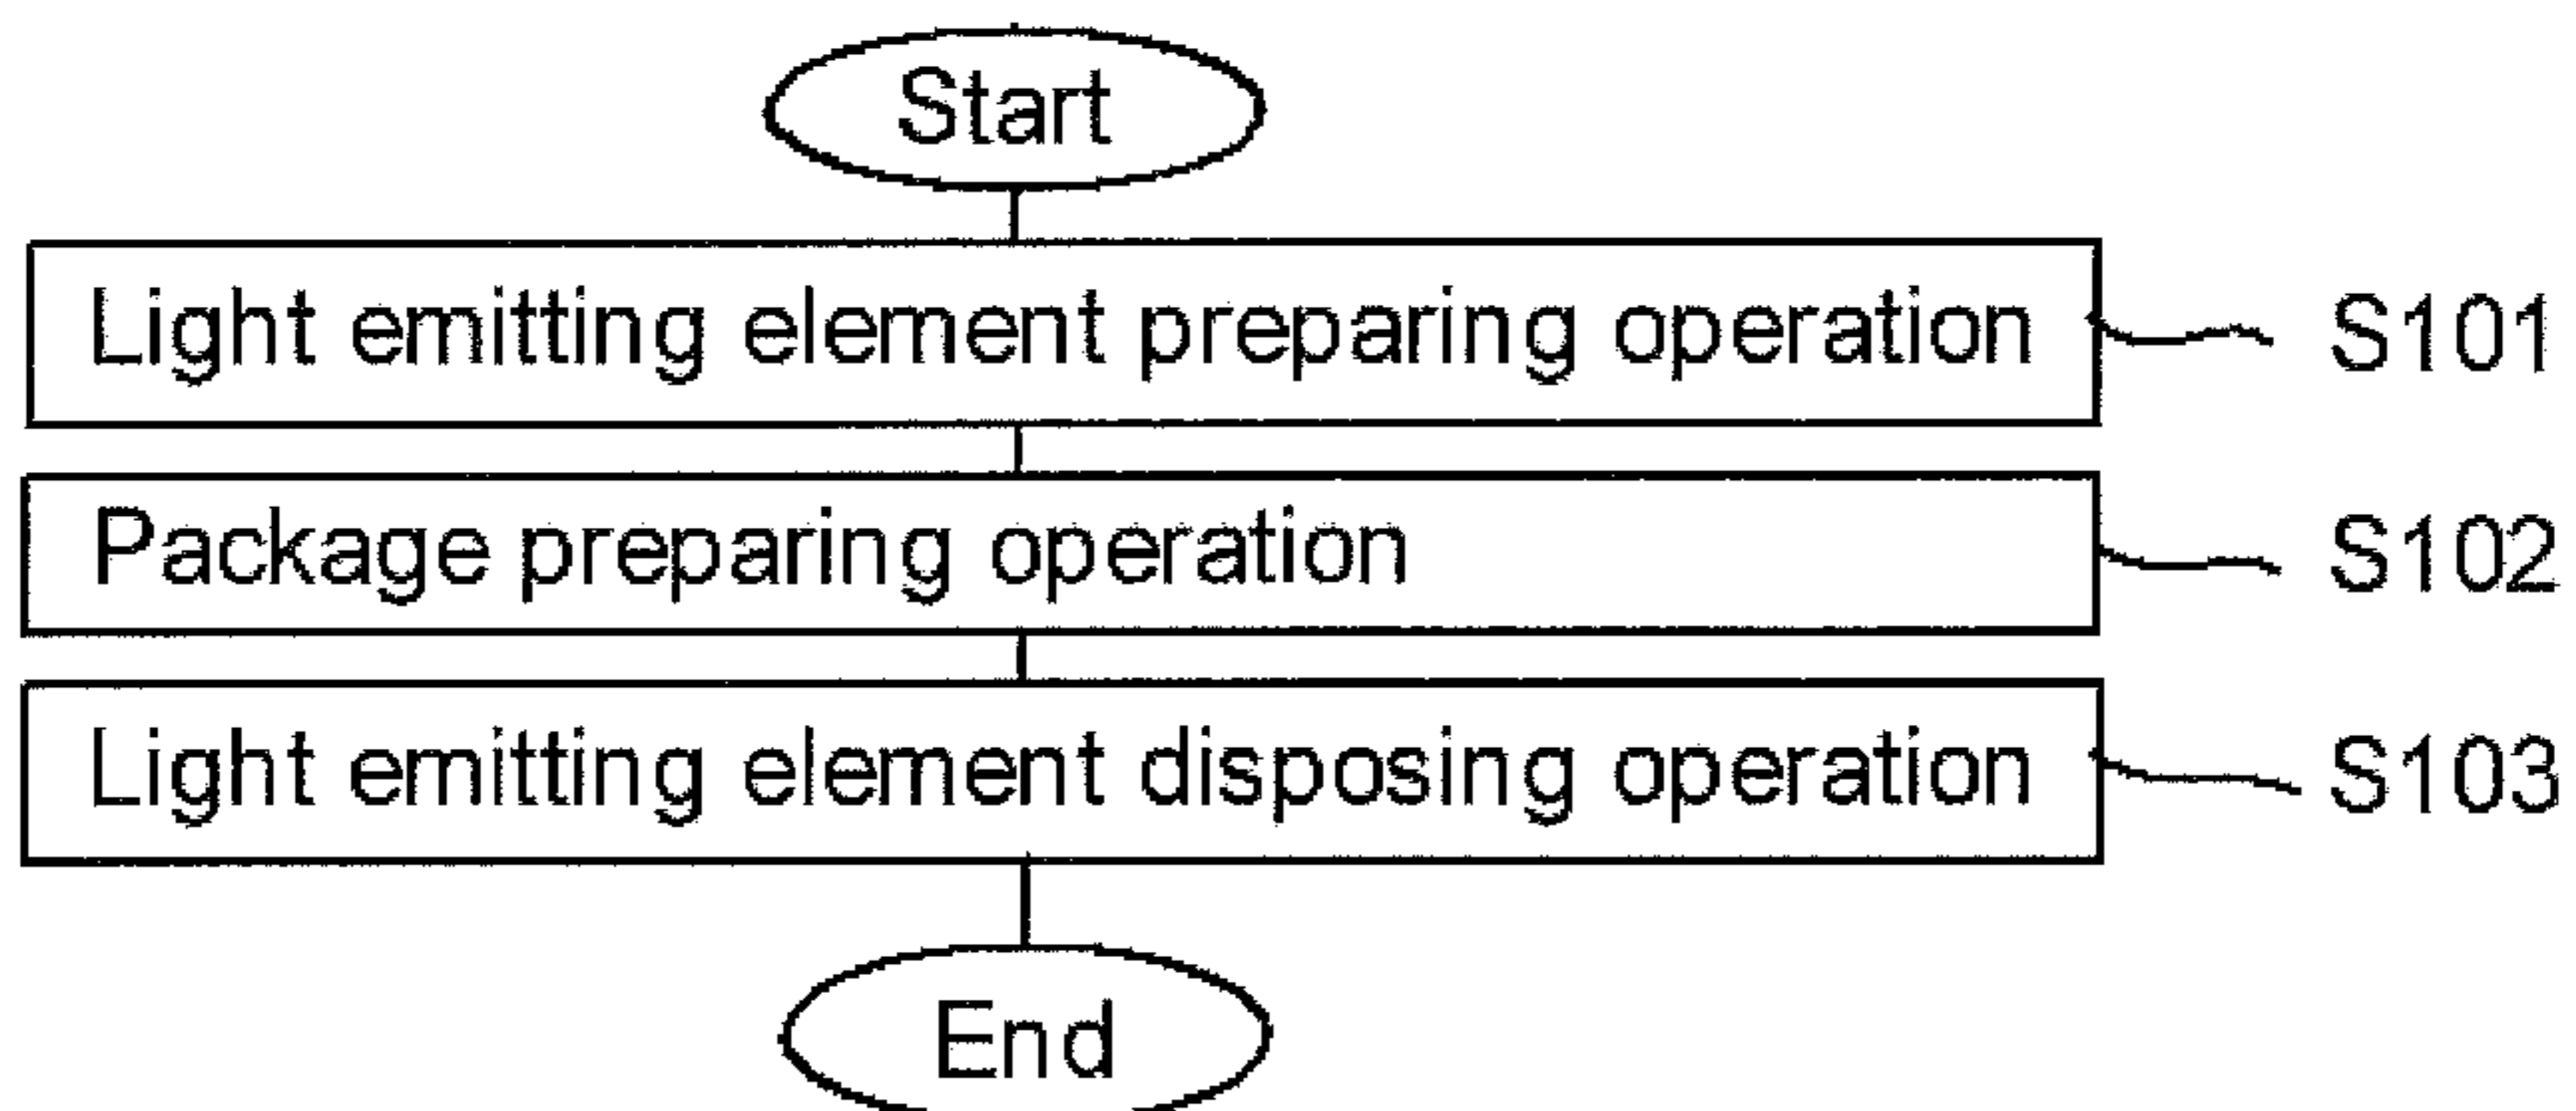 Start
Light emitting element preparing operation S101
Package preparing operation S102
Light emitting element disposing operation S103
End